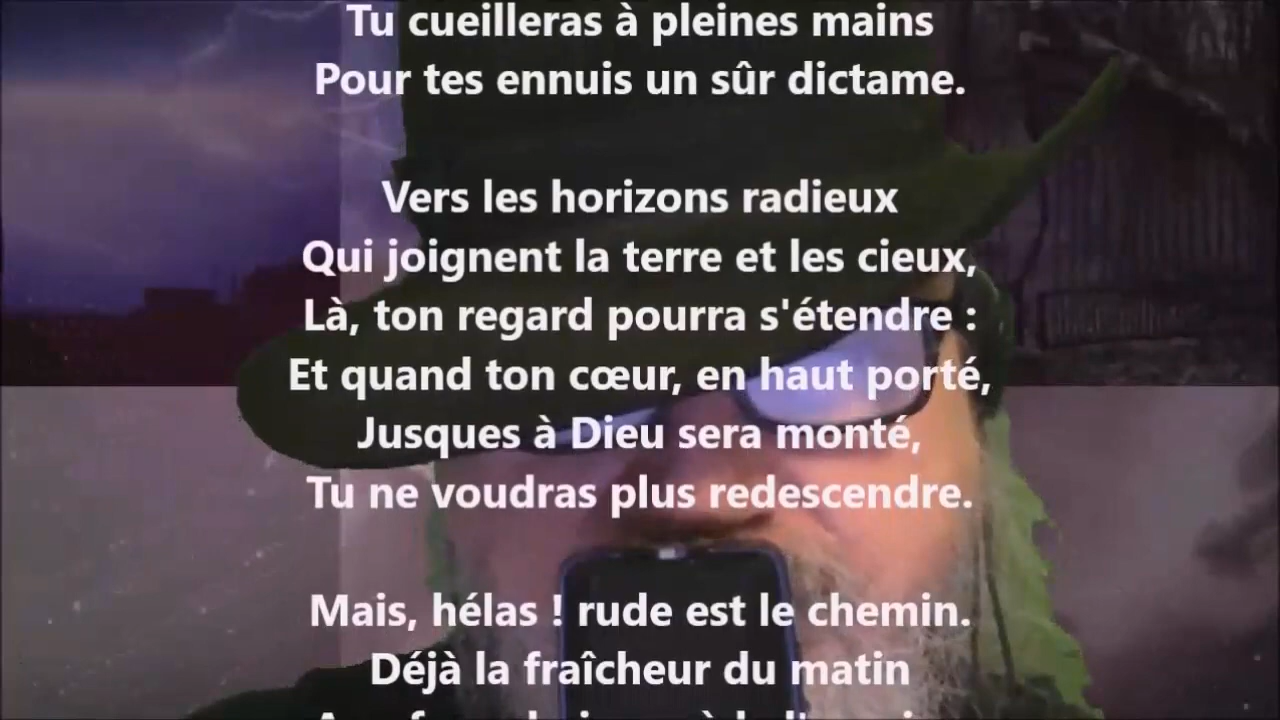 Tu cueilleras à pleines mains
Pour tes ennuis un sûr dictame.
Vers les horizons radieux
Qui joignent la terre et les cieux,
Là, ton regard pourra s'étendre :
Et quand ton cœur, en haut porté,
Jusques à Dieu sera monté,
Tu ne voudras plus redescendre.
Mais, hélas ! rude est le chemin.
Déjà la fraîcheur du matin